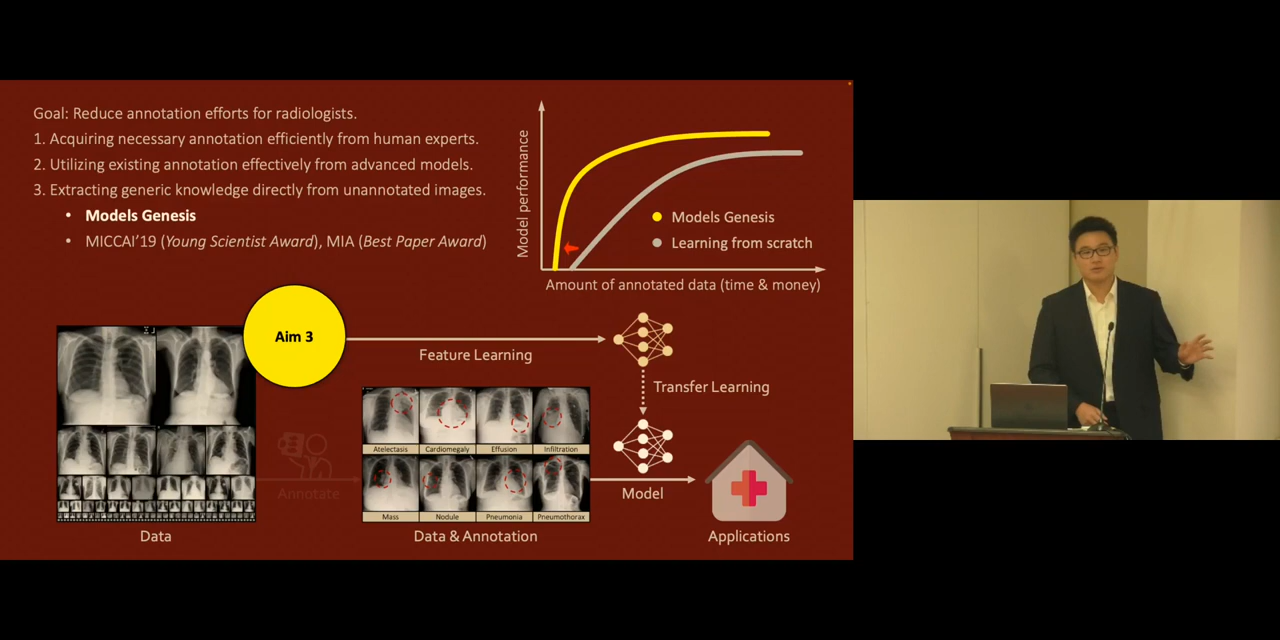 Goal: Reduce annotation efforts for radiologists.
1. Acquiring necessary annotation efficiently from human experts.
2. Utilizing existing annotation effectively from advanced models.
3. Extracting generic knowledge directly from unannotated images.
• Models Genesis
• MICCAI'19 (Young Scientist Award), MIA (Best Paper Award)
Model performance
Models Genesis
Learning from scratch
Amount of annotated data (time & money)
Aim 3
Feature Learning
Transfer Learning
Atelectasis
Cardiomegaly
Effusion
Infiltration
Mass
Nodule
Pneumonia
Pneumothorax
Annotate
Model
Data
Data & Annotation
Applications